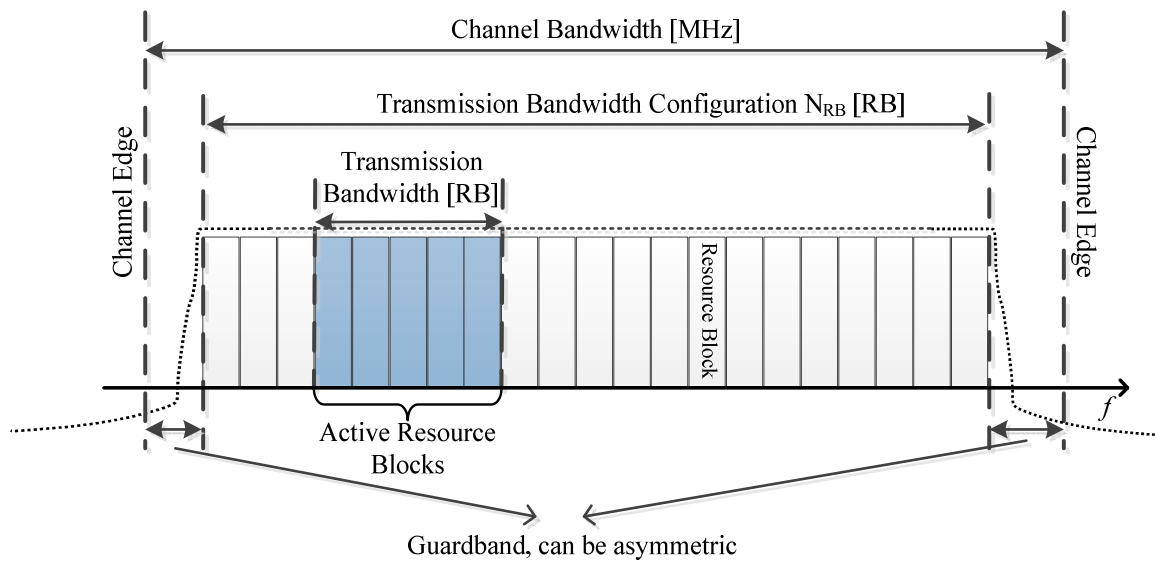 Channel Bandwidth [MHz]
Transmission Bandwidth Configuration N_RB [RB]
Channel Edge
Transmission
Bandwidth [RB]
Channel Edge
Resource Block
f
Active Resource
Blocks
Guardband, can be asymmetric